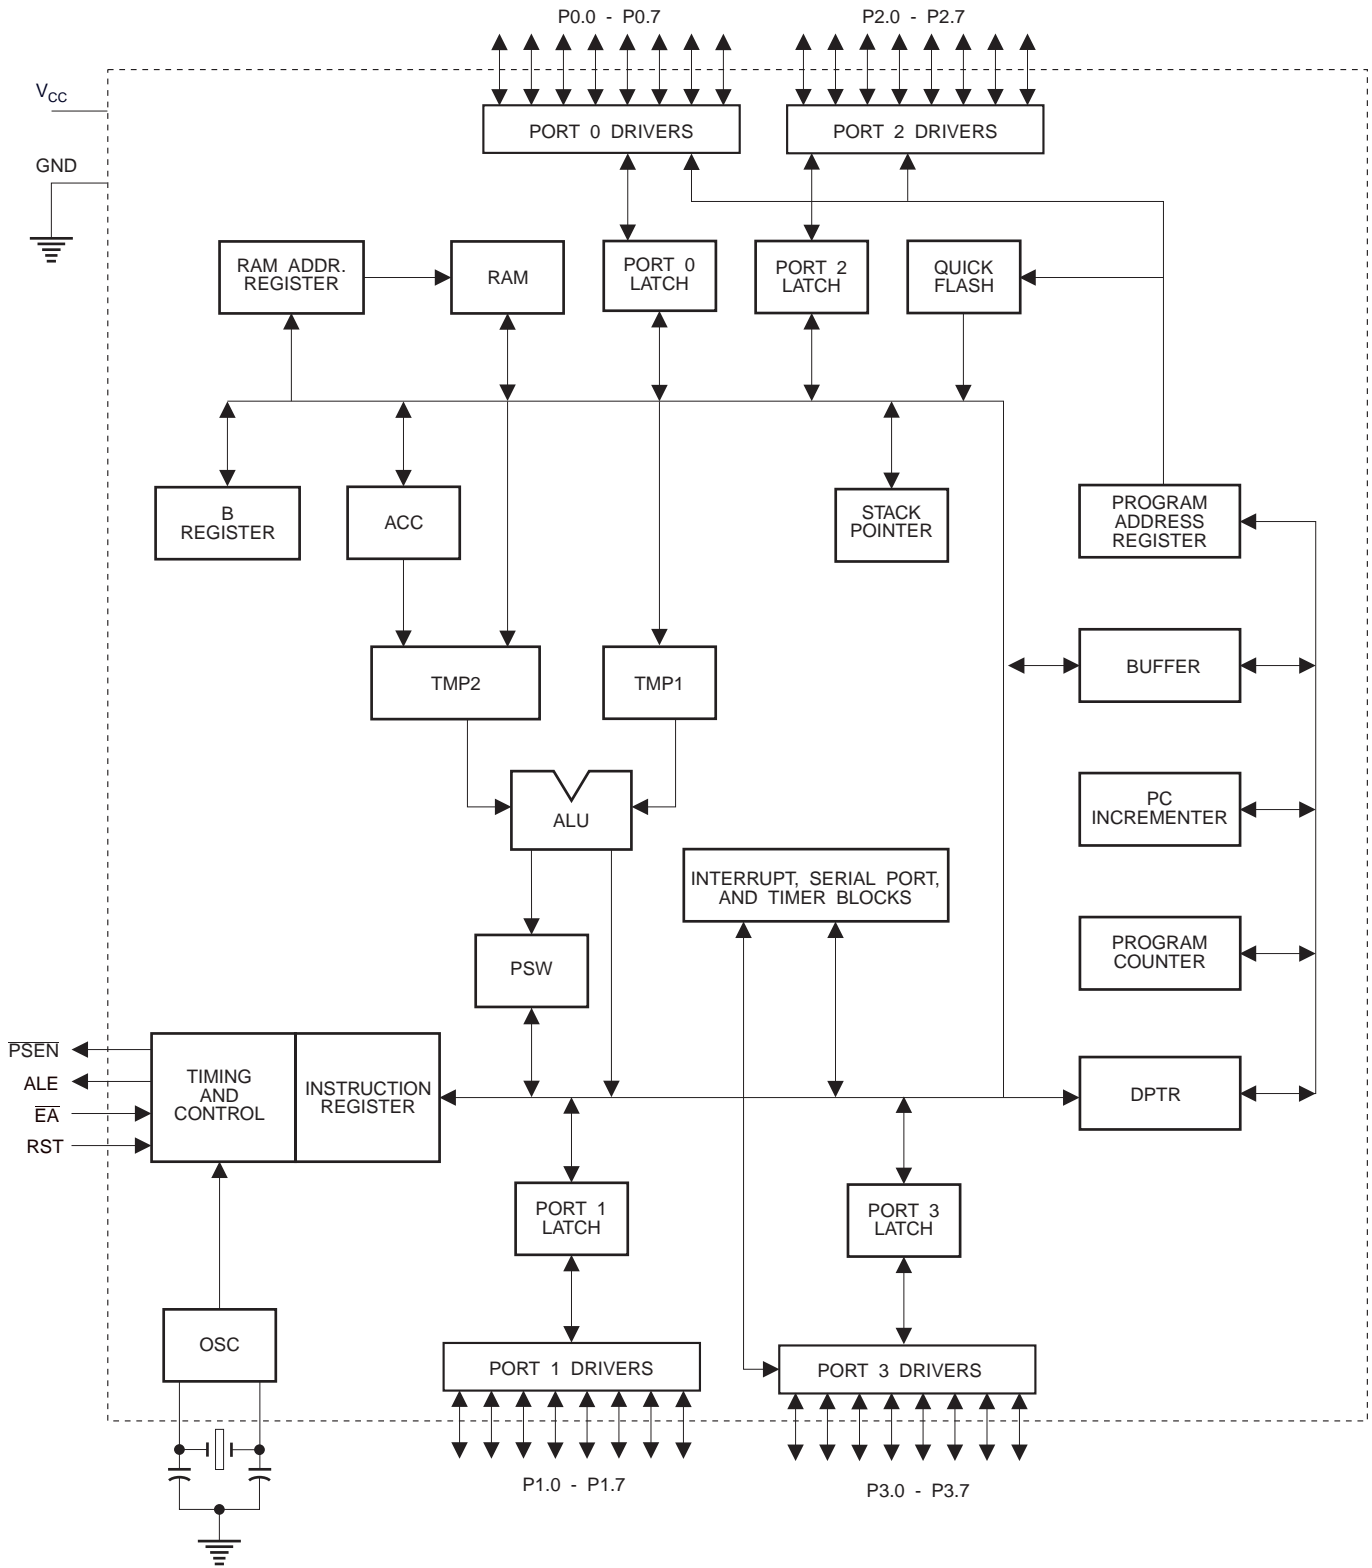 P0.0 - P0.7
P2.0 - P2.7
VCC
GND
PORT 0 DRIVERS
PORT 2 DRIVERS
RAM ADDR.
REGISTER
RAM
PORT 0
LATCH
PORT 2
LATCH
QUICK
FLASH
B
REGISTER
ACC
STACK
POINTER
PROGRAM
ADDRESS
REGISTER
TMP2
TMP1
BUFFER
ALU
PC
INCREMENTER
INTERRUPT, SERIAL PORT,
AND TIMER BLOCKS
PSW
PROGRAM
COUNTER
PSEN
ALE
EA
RST
TIMING
AND
CONTROL
INSTRUCTION
REGISTER
DPTR
PORT 1
LATCH
PORT 3
LATCH
OSC
PORT 1 DRIVERS
PORT 3 DRIVERS
P1.0 - P1.7
P3.0 - P3.7